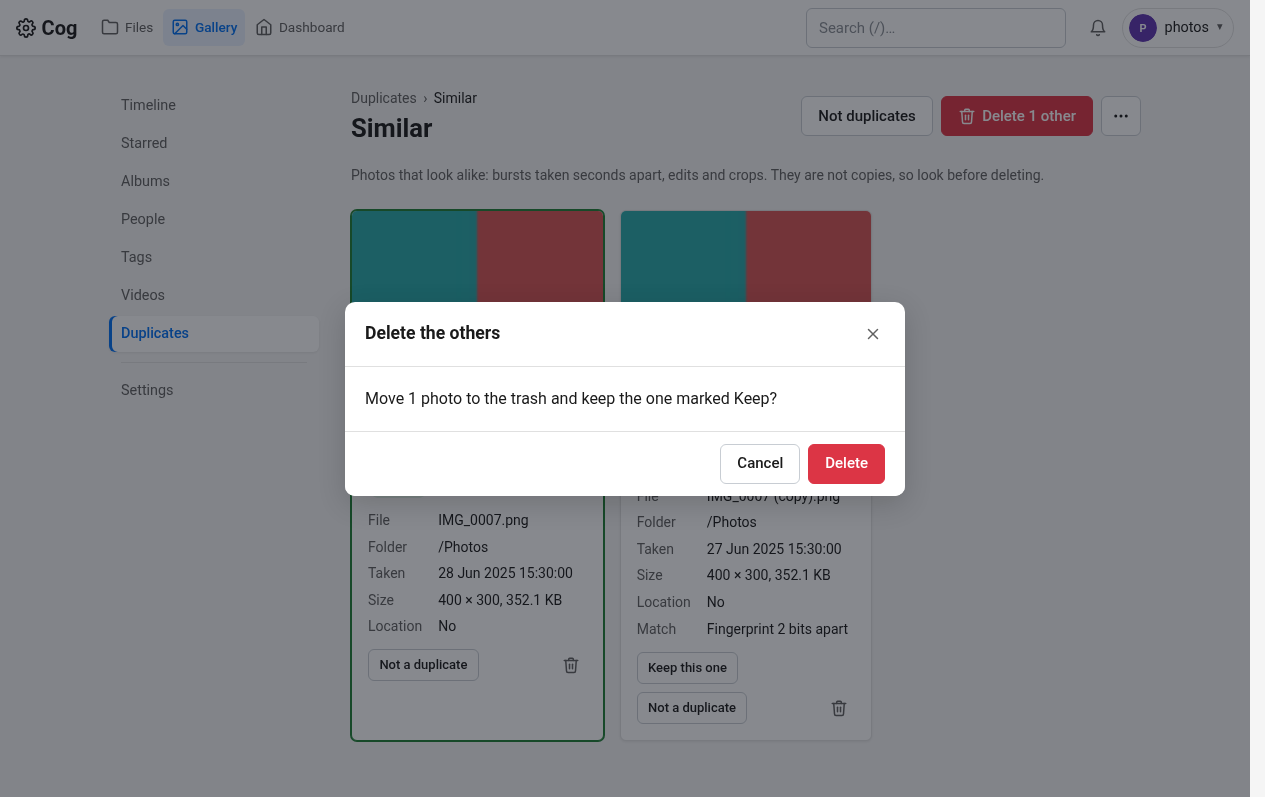 Cog
Files
Gallery
Dashboard
Search (/)...
P
photos
Timeline
Starred
Albums
People
Tags
Videos
Duplicates
Settings
Duplicates › Similar
Similar
Not duplicates
Delete 1 other
Photos that look alike: bursts taken seconds apart, edits and crops. They are not copies, so look before deleting.
Delete the others
Move 1 photo to the trash and keep the one marked Keep?
Cancel
Delete
File IMG_0007.png
Folder /Photos
Taken 28 Jun 2025 15:30:00
Size 400 × 300, 352.1 KB
Location No
Not a duplicate
File IMG_0007 (copy).png
Folder /Photos
Taken 27 Jun 2025 15:30:00
Size 400 × 300, 352.1 KB
Location No
Match Fingerprint 2 bits apart
Keep this one
Not a duplicate